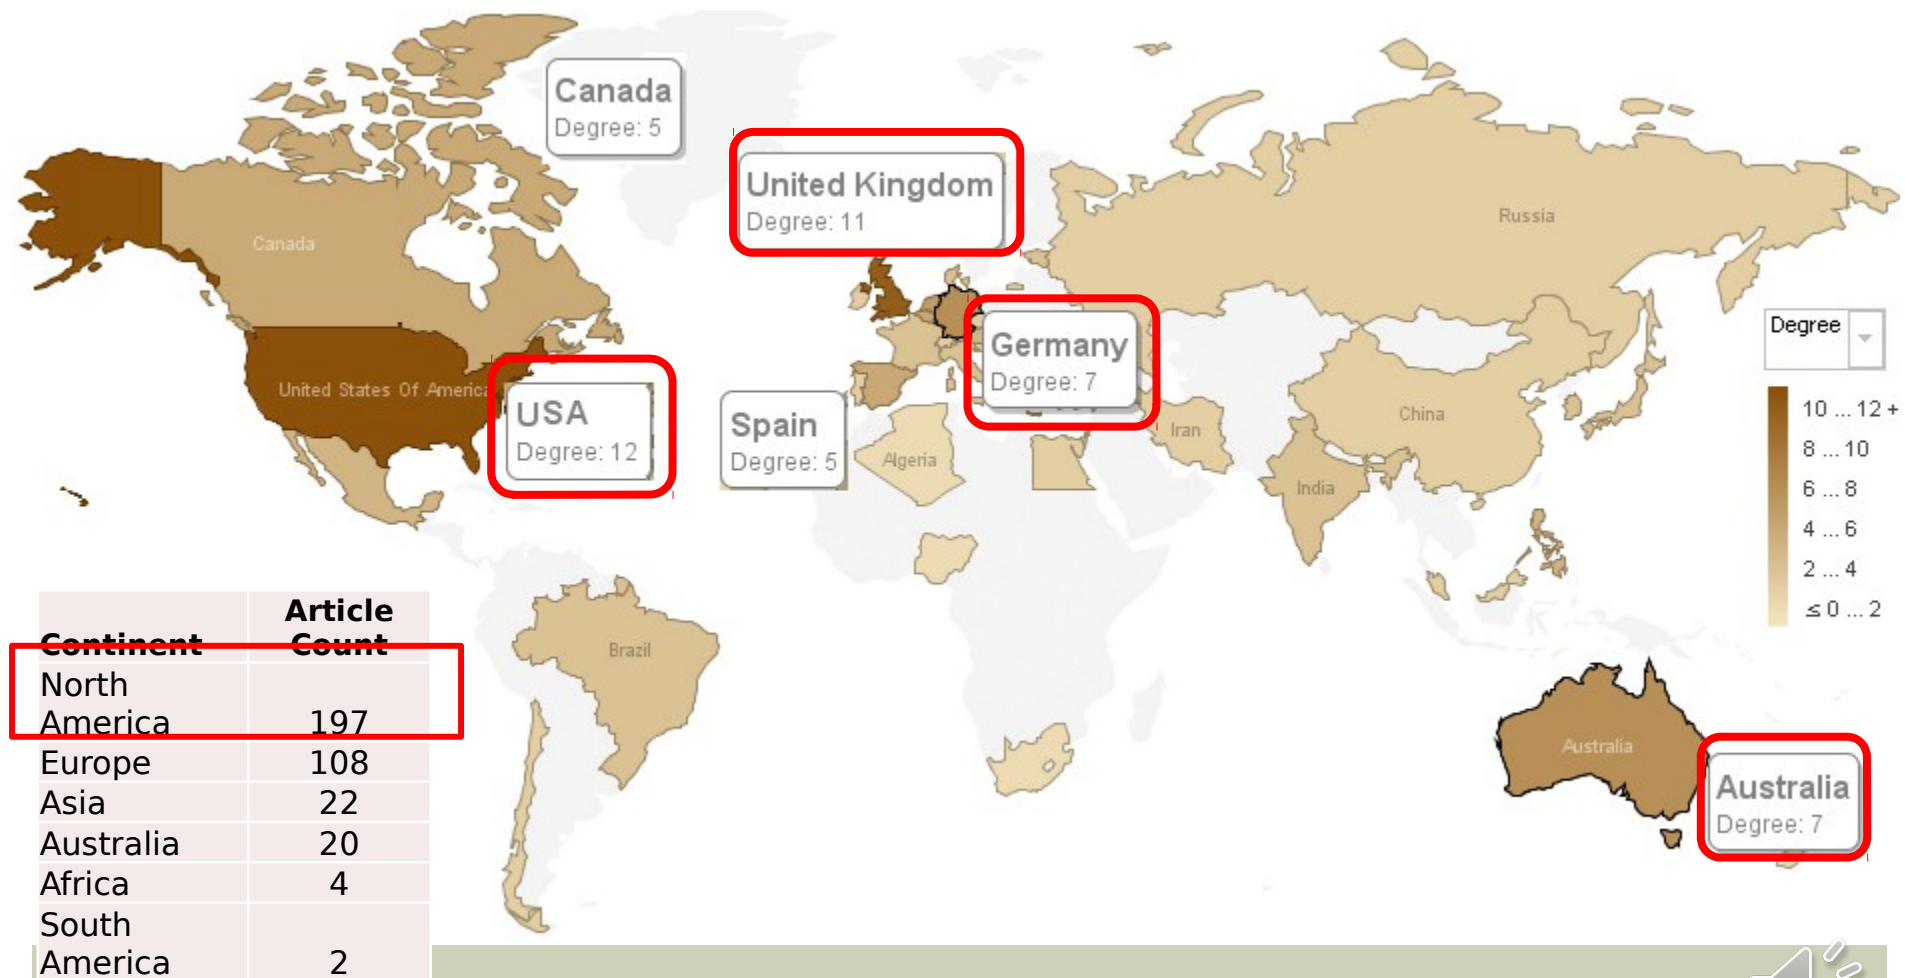 Canada
Degree: 5
United Kingdom
Degree: 11
Russia
Canada
Degree
Germany
Degree: 7
United States Of America
USA
Degree: 12
Spain
Degree: 5
Algeria
Iran
China
India
10 ... 12 +
8 ... 10
6 ... 8
4 ... 6
2 ... 4
≤ 0 ... 2
Brazil
Australia
Australia
Degree: 7
Continent Article Count
North America 197
Europe 108
Asia 22
Australia 20
Africa 4
South America 2